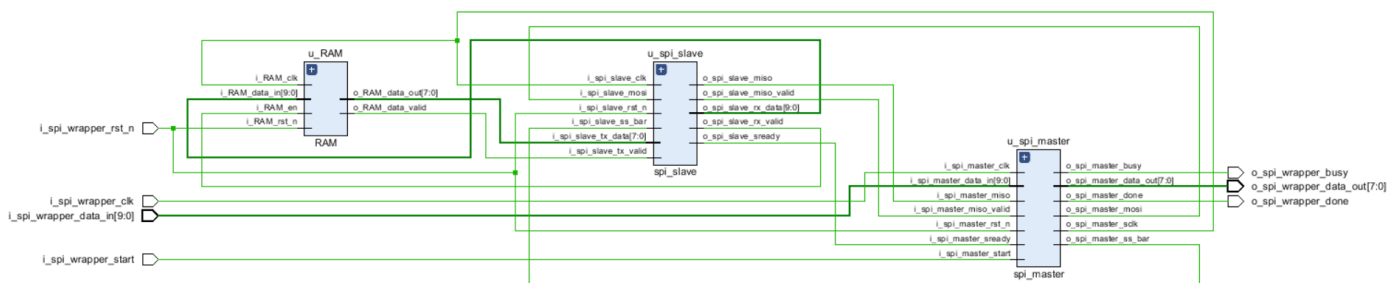 u_RAM
i_RAM_clk
i_RAM_data_in[9:0]
i_RAM_en
i_RAM_rst_n
o_RAM_data_out[7:0]
o_RAM_data_valid
RAM
u_spi_slave
i_spi_slave_clk
i_spi_slave_mosi
i_spi_slave_rst_n
i_spi_slave_ss_bar
i_spi_slave_tx_data[7:0]
i_spi_slave_tx_valid
o_spi_slave_miso
o_spi_slave_miso_valid
o_spi_slave_rx_data[9:0]
o_spi_slave_rx_valid
o_spi_slave_sready
spi_slave
i_spi_wrapper_rst_n
i_spi_wrapper_clk
i_spi_wrapper_data_in[9:0]
i_spi_wrapper_start
u_spi_master
i_spi_master_clk
i_spi_master_data_in[9:0]
i_spi_master_miso
i_spi_master_miso_valid
i_spi_master_rst_n
i_spi_master_sready
i_spi_master_start
o_spi_master_busy
o_spi_master_data_out[7:0]
o_spi_master_done
o_spi_master_mosi
o_spi_master_sclk
o_spi_master_ss_bar
spi_master
o_spi_wrapper_busy
o_spi_wrapper_data_out[7:0]
o_spi_wrapper_done